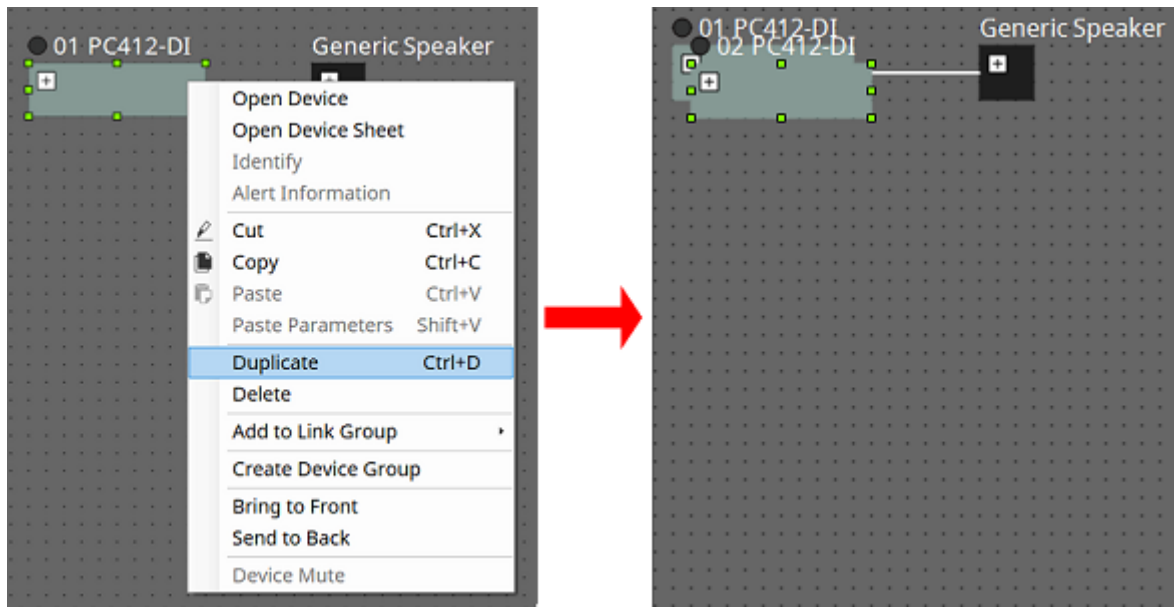 01 PC412-DI
Generic Speaker
Open Device
Open Device Sheet
Identify
Alert Information
Cut Ctrl+X
Copy Ctrl+C
Paste Ctrl+V
Paste Parameters Shift+V
Duplicate Ctrl+D
Delete
Add to Link Group
Create Device Group
Bring to Front
Send to Back
Device Mute
01 PC412-DI
02 PC412-DI
Generic Speaker